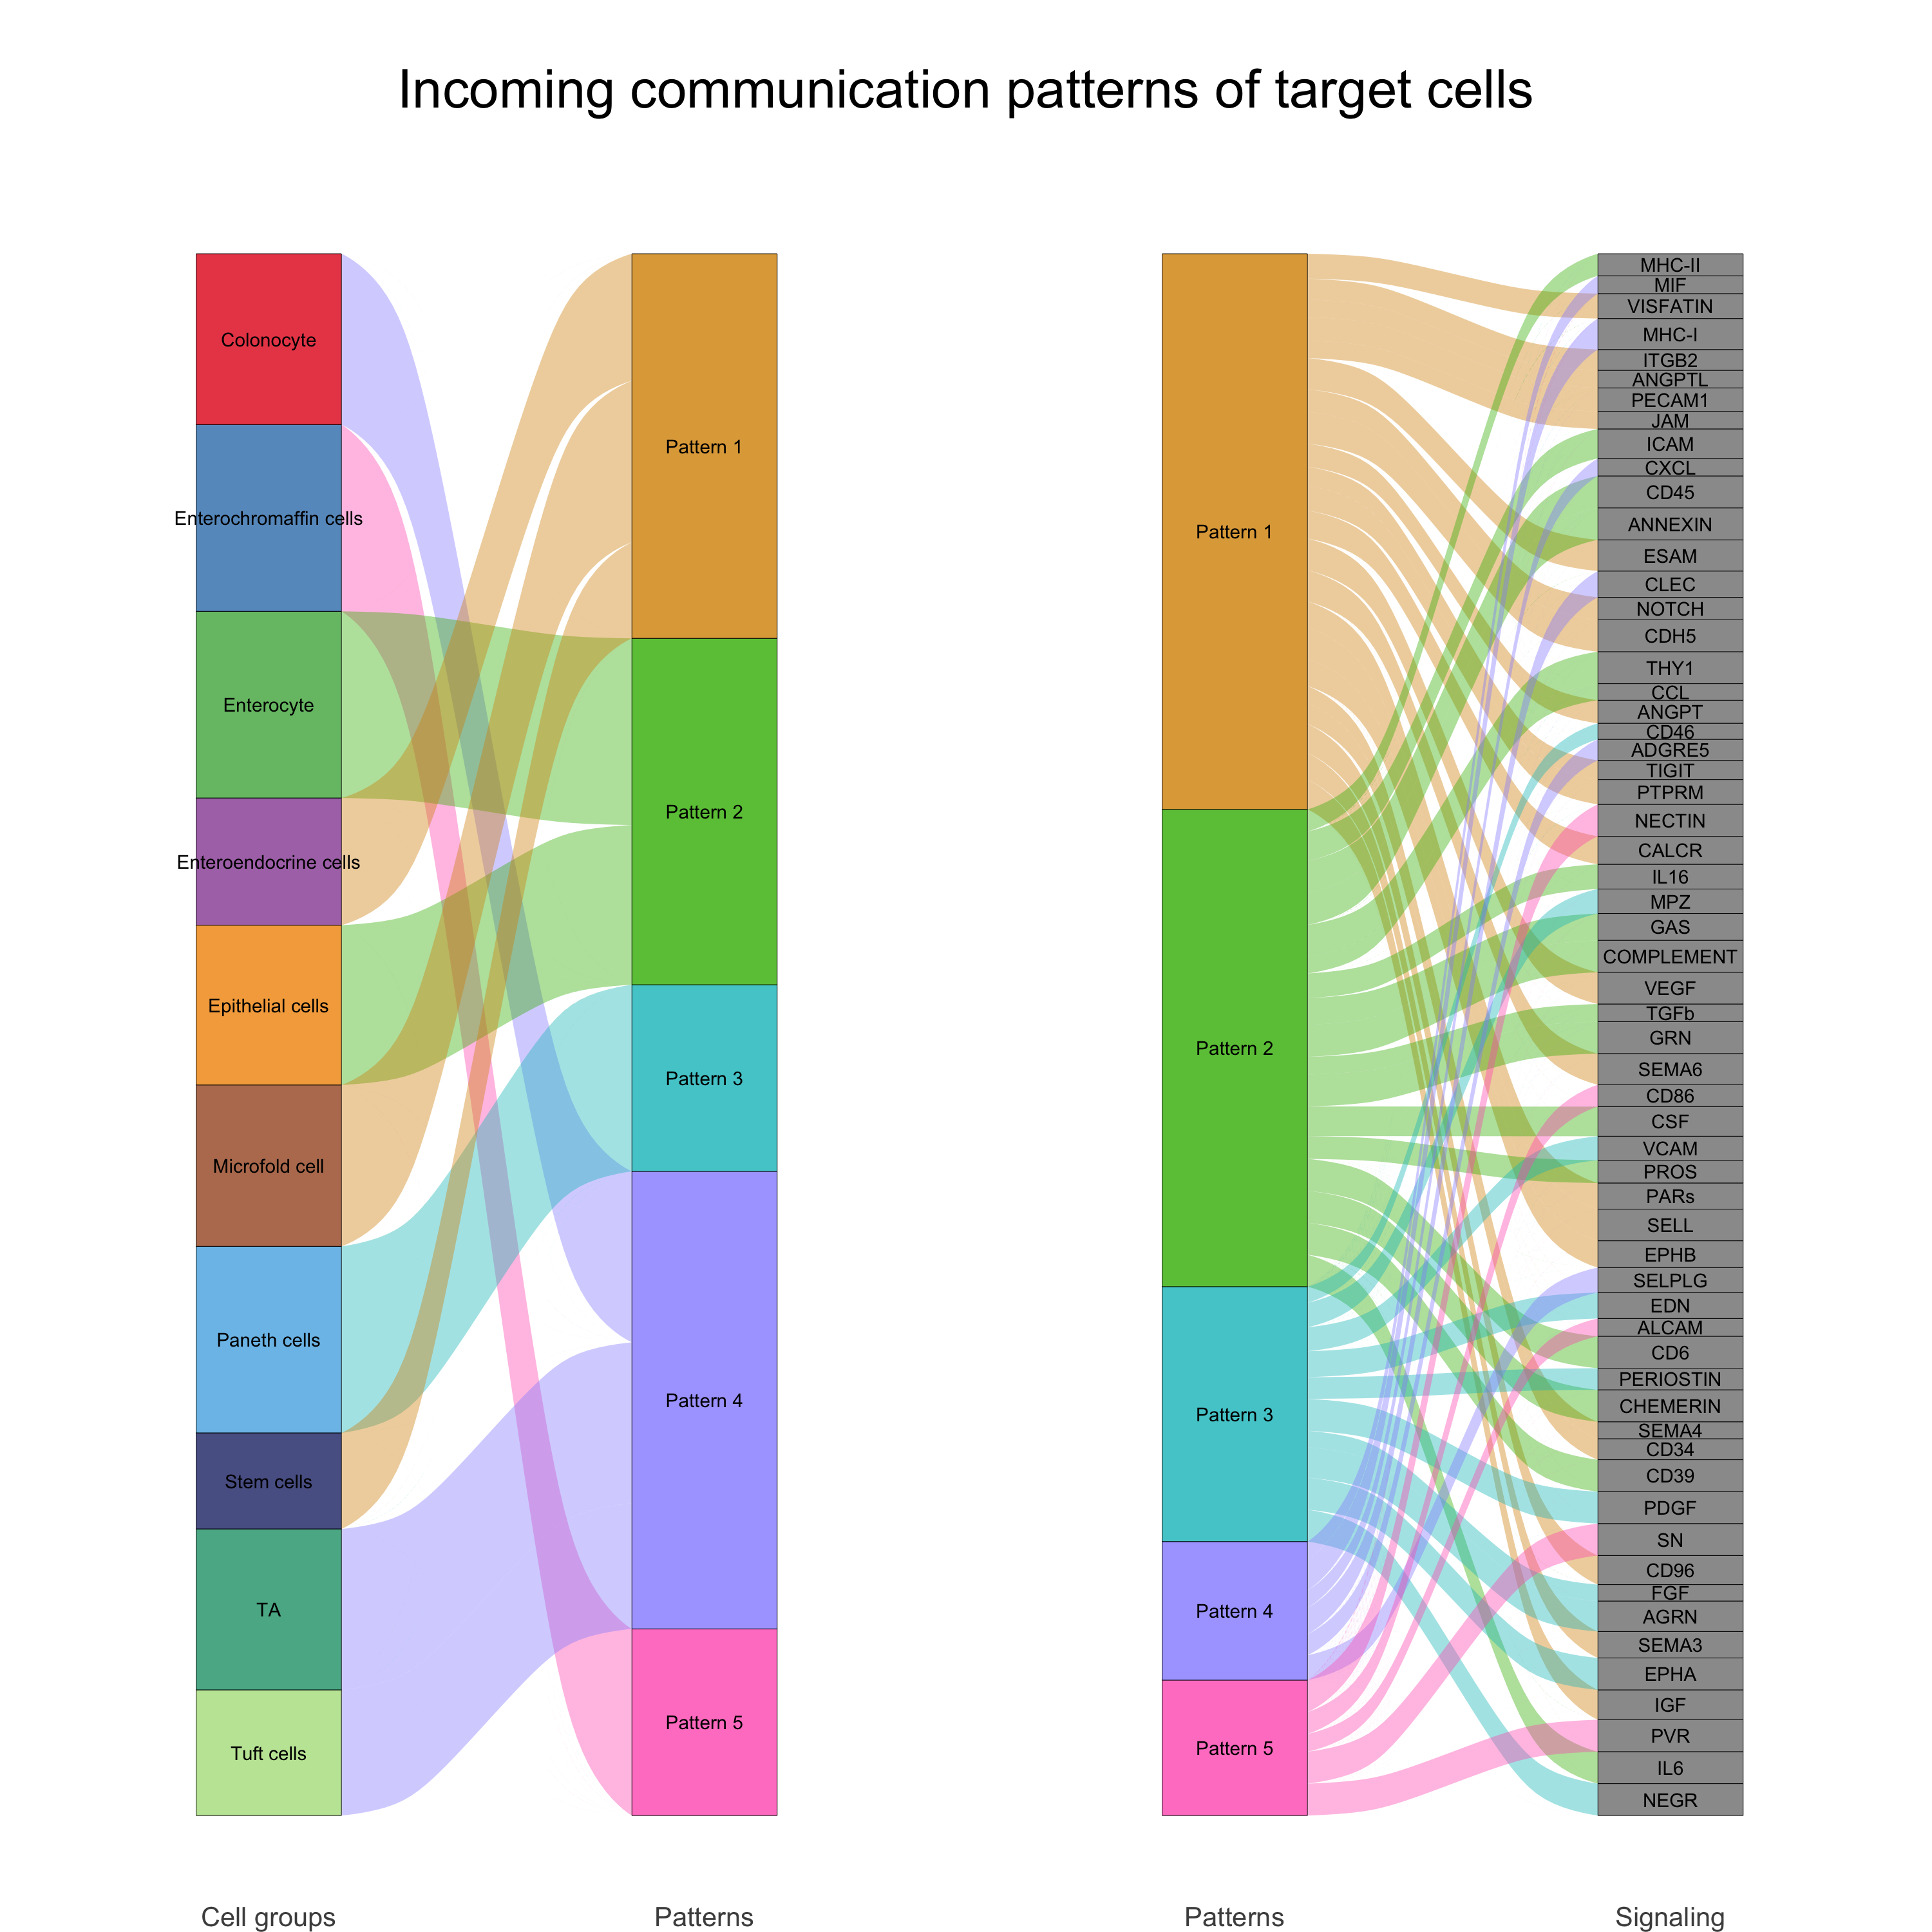 Incoming communication patterns of target cells
Colonocyte
Enterochromaffin cells
Enterocyte
Enteroendocrine cells
Epithelial cells
Microfold cell
Paneth cells
Stem cells
TA
Tuft cells
Cell groups
Pattern 1
Pattern 2
Pattern 3
Pattern 4
Pattern 5
Patterns
Pattern 1
Pattern 2
Pattern 3
Pattern 4
Pattern 5
Patterns
MHC-II
MIF
VISFATIN
MHC-I
ITGB2
ANGPTL
PECAM1
JAM
ICAM
CXCL
CD45
ANNEXIN
ESAM
CLEC
NOTCH
CDH5
THY1
CCL
ANGPT
CD46
ADGRE5
TIGIT
PTPRM
NECTIN
CALCR
IL16
MPZ
GAS
COMPLEMENT
VEGF
TGFb
GRN
SEMA6
CD86
CSF
VCAM
PROS
PARs
SELL
EPHB
SELPLG
EDN
ALCAM
CD6
PERIOSTIN
CHEMERIN
SEMA4
CD34
CD39
PDGF
SN
CD96
FGF
AGRN
SEMA3
EPHA
IGF
PVR
IL6
NEGR
Signaling